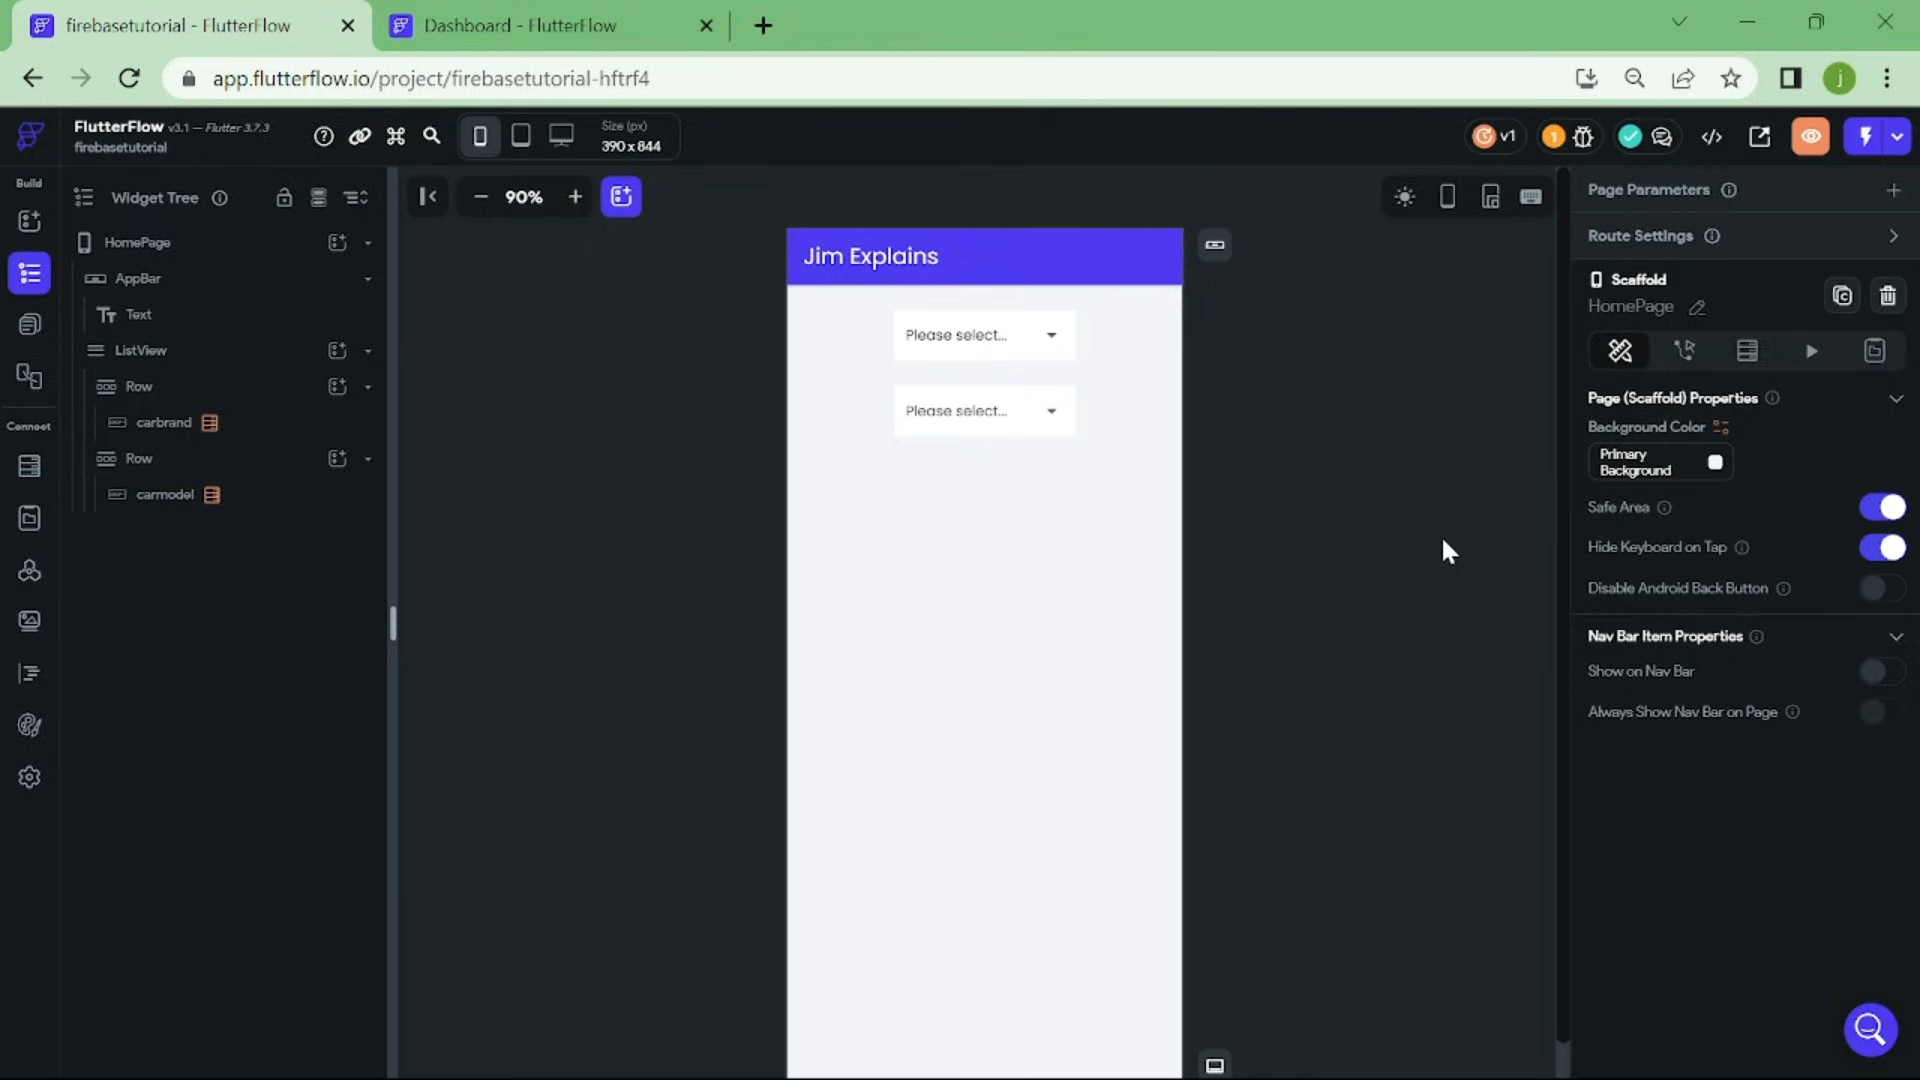 firebasetutorial - FlutterFlow
Dashboard - FlutterFlow
app.flutterflow.io/project/firebasetutorial-hftrf4
j
FlutterFlow v3.1 — Flutter 3.7.3
firebasetutorial
Size (px)
390 x 844
v1
1
Build
Widget Tree
90%
Page Parameters
HomePage
Jim Explains
Route Settings
AppBar
Scaffold
Text
HomePage
ListView
Please select...
Row
Page (Scaffold) Properties
carbrand
Connect
Please select...
Background Color
Row
Primary
Background
carmodel
Safe Area
Hide Keyboard on Tap
Disable Android Back Button
Nav Bar Item Properties
Show on Nav Bar
Always Show Nav Bar on Page